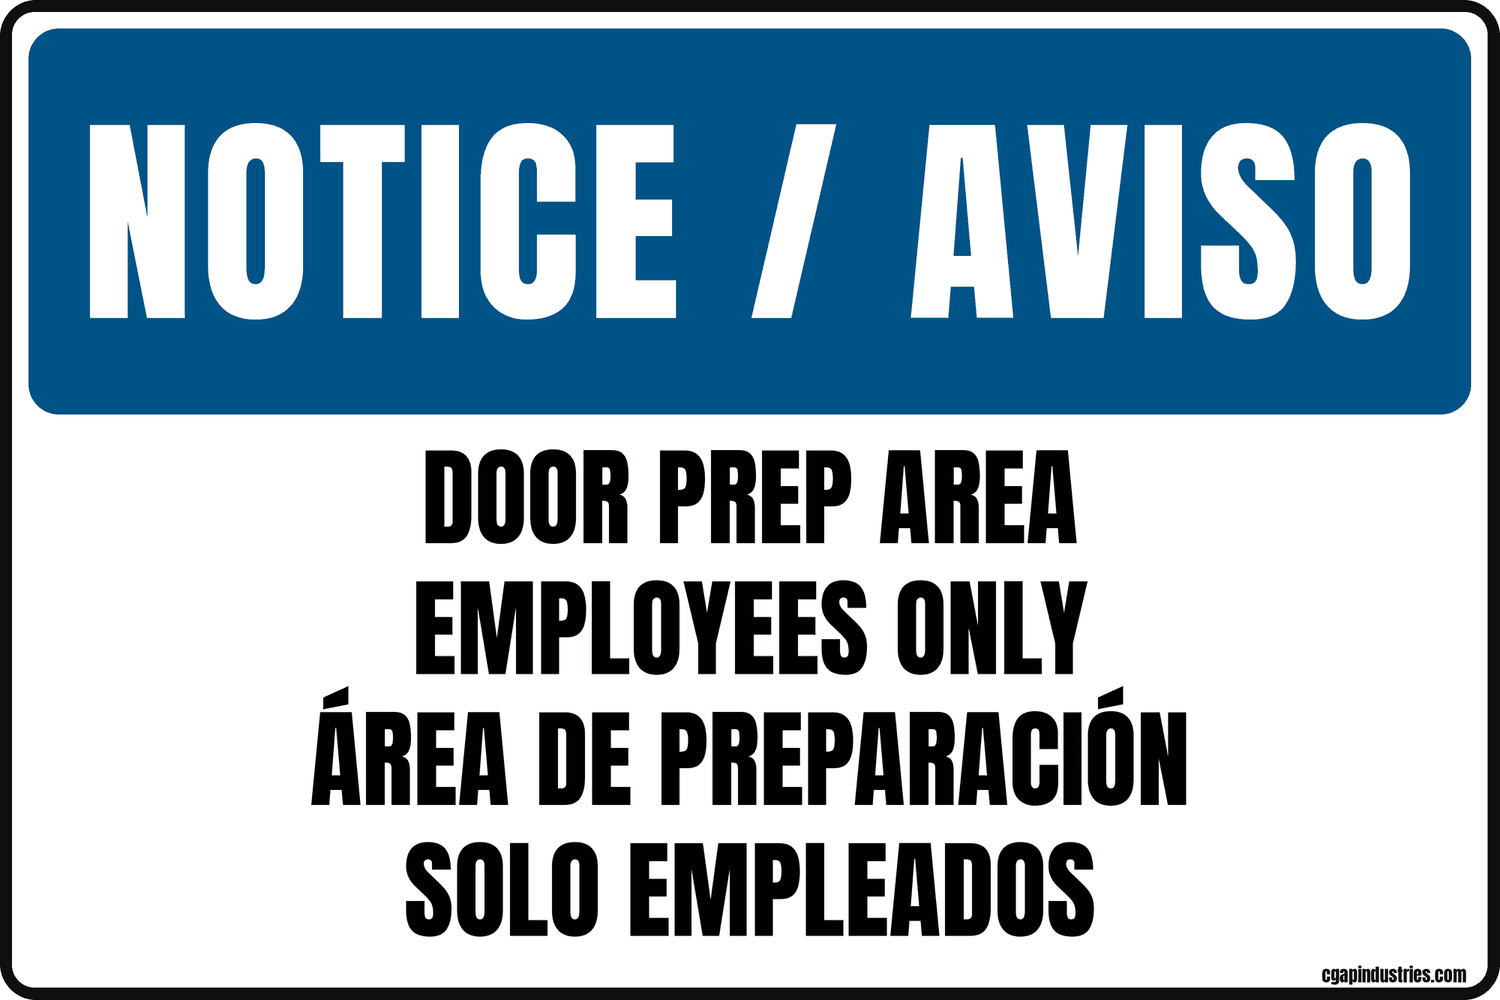 NOTICE / AVISO
DOOR PREP AREA
EMPLOYEES ONLY
ÁREA DE PREPARACIÓN
SOLO EMPLEADOS
cgapindustries.com